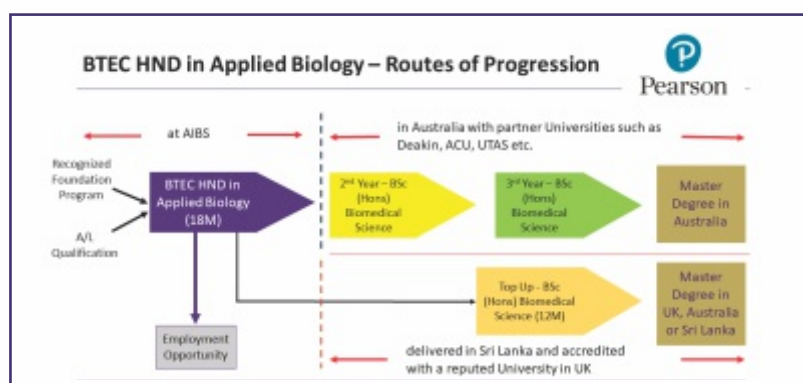 BTEC HND in Applied Biology – Routes of Progression
Pearson
at AIBS
in Australia with partner Universities such as
Deakin, ACU, UTAS etc.
Recognized
Foundation
Program
A/L
Qualification
BTEC HND in
Applied Biology
(18M)
2nd Year – BSc
(Hons)
Biomedical
Science
3rd Year – BSc
(Hons)
Biomedical
Science
Master
Degree in
Australia
Top Up - BSc
(Hons) Biomedical
Science (12M)
Master
Degree in
UK, Australia
or Sri Lanka
Employment
Opportunity
delivered in Sri Lanka and accredited
with a reputed University in UK